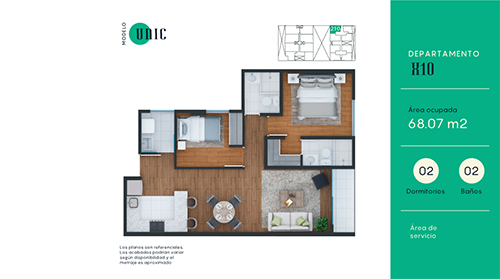 MODELO
UNIC
210
DEPARTAMENTO
X10
Área ocupada
68.07 m2
02
Dormitorios
02
Baños
Área de
servicio
Los planos son referenciales.
Los acabados podrían variar
según disponibilidad y el
metraje es aproximado